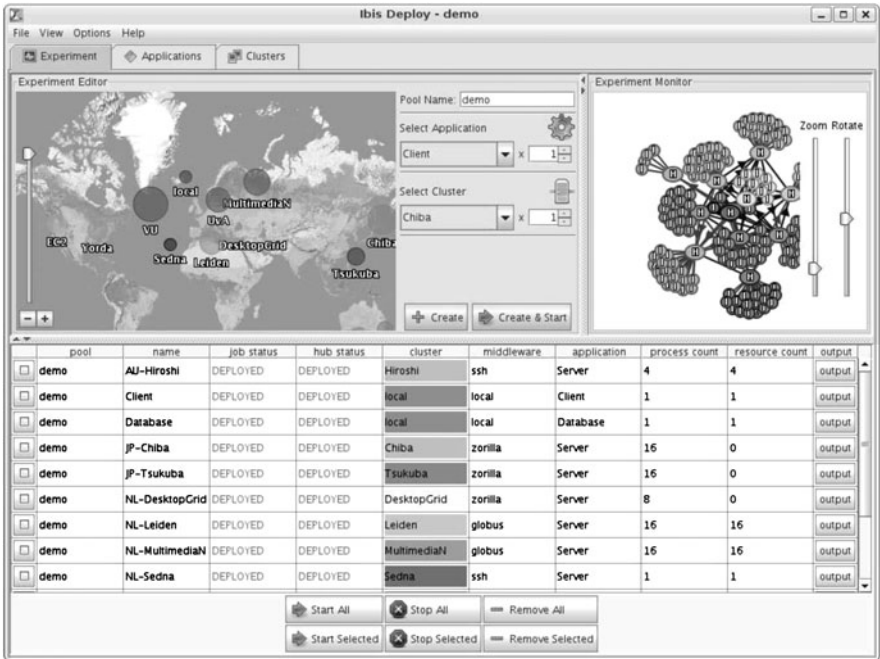 Ibis Deploy - demo
File View Options Help
Experiment Applications Clusters
Experiment Editor
Pool Name: demo
Select Application
Client x 1
Select Cluster
Chiba x 1
Create Create & Start
local
MultimediaN
VU
UvA
EC2
Yorda
Sedna
Leiden
DesktopGrid
Chiba
Tsukuba
Experiment Monitor
Zoom Rotate
H
H
H
H
H
H
H
H
H
pool name job status hub status cluster middleware application process count resource count output
demo AU-Hiroshi DEPLOYED DEPLOYED Hiroshi ssh Server 4 4 output
demo Client DEPLOYED DEPLOYED local local Client 1 1 output
demo Database DEPLOYED DEPLOYED local local Database 1 1 output
demo JP-Chiba DEPLOYED DEPLOYED Chiba zorilla Server 16 0 output
demo JP-Tsukuba DEPLOYED DEPLOYED Tsukuba zorilla Server 16 0 output
demo NL-DesktopGrid DEPLOYED DEPLOYED DesktopGrid zorilla Server 8 0 output
demo NL-Leiden DEPLOYED DEPLOYED Leiden globus Server 16 16 output
demo NL-MultimediaN DEPLOYED DEPLOYED MultimediaN globus Server 16 16 output
demo NL-Sedna DEPLOYED DEPLOYED Sedna ssh Server 1 1 output
Start All Stop All Remove All
Start Selected Stop Selected Remove Selected